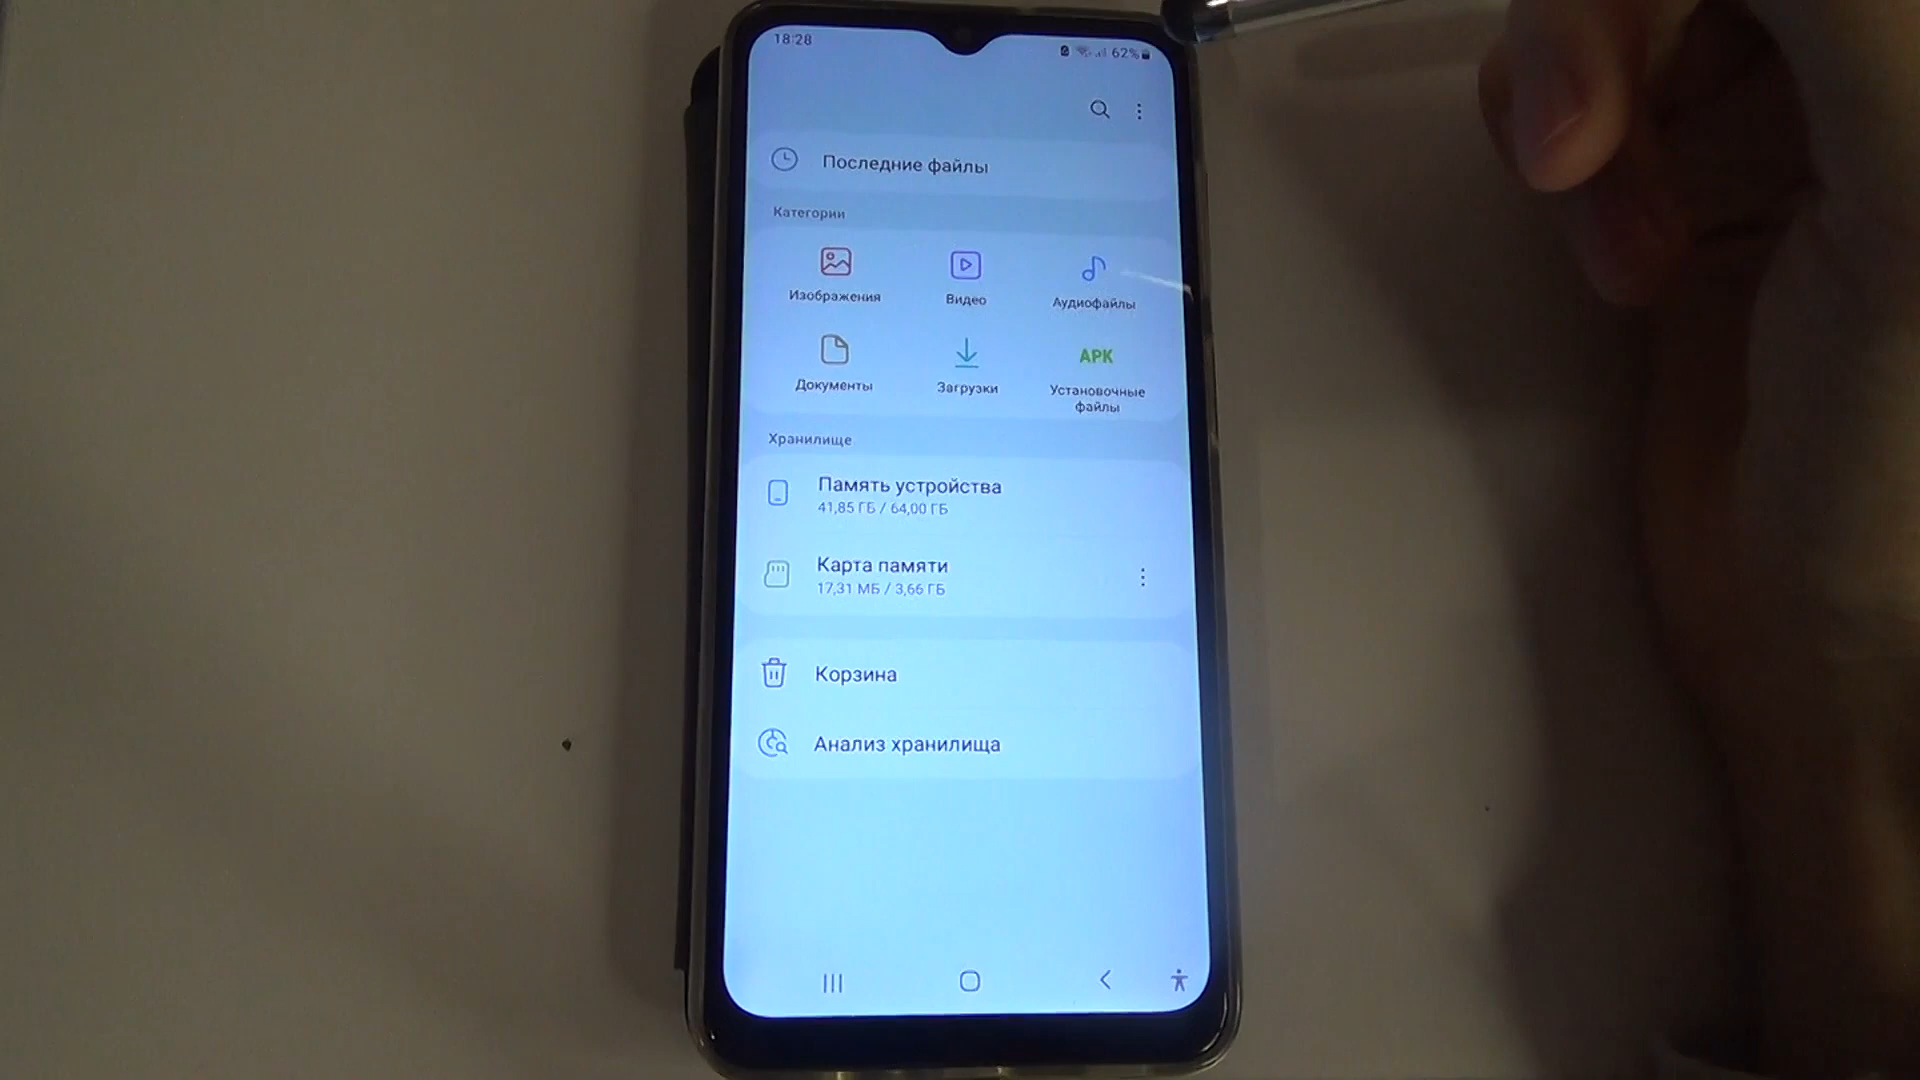 18:28
62%
Последние файлы
Категории
Изображения
Видео
Аудиофайлы
Документы
Загрузки
APK
Установочные
файлы
Хранилище
Память устройства
41,85 ГБ / 64,00 ГБ
Карта памяти
17,31 МБ / 3,66 ГБ
Корзина
Анализ хранилища